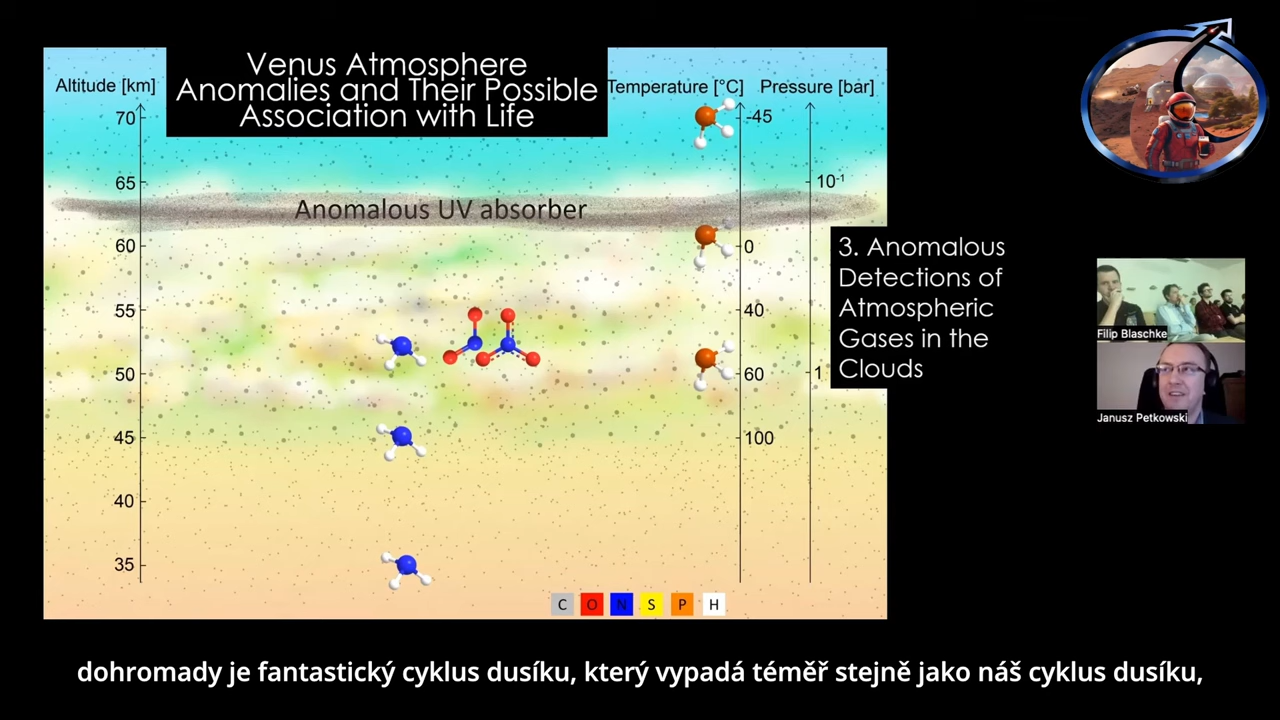 Venus Atmosphere
Anomalies and Their Possible
Association with Life
Altitude [km]
Temperature [°C]
Pressure [bar]
70
-45
65
10-1
Anomalous UV absorber
60
0
3. Anomalous
Detections of
Atmospheric
Gases in the
Clouds
55
40
50
60
1
45
100
40
35
C O N S P H
Filip Blaschke
Janusz Petkowski
dohromady je fantastický cyklus dusíku, který vypadá téměř stejně jako náš cyklus dusíku,